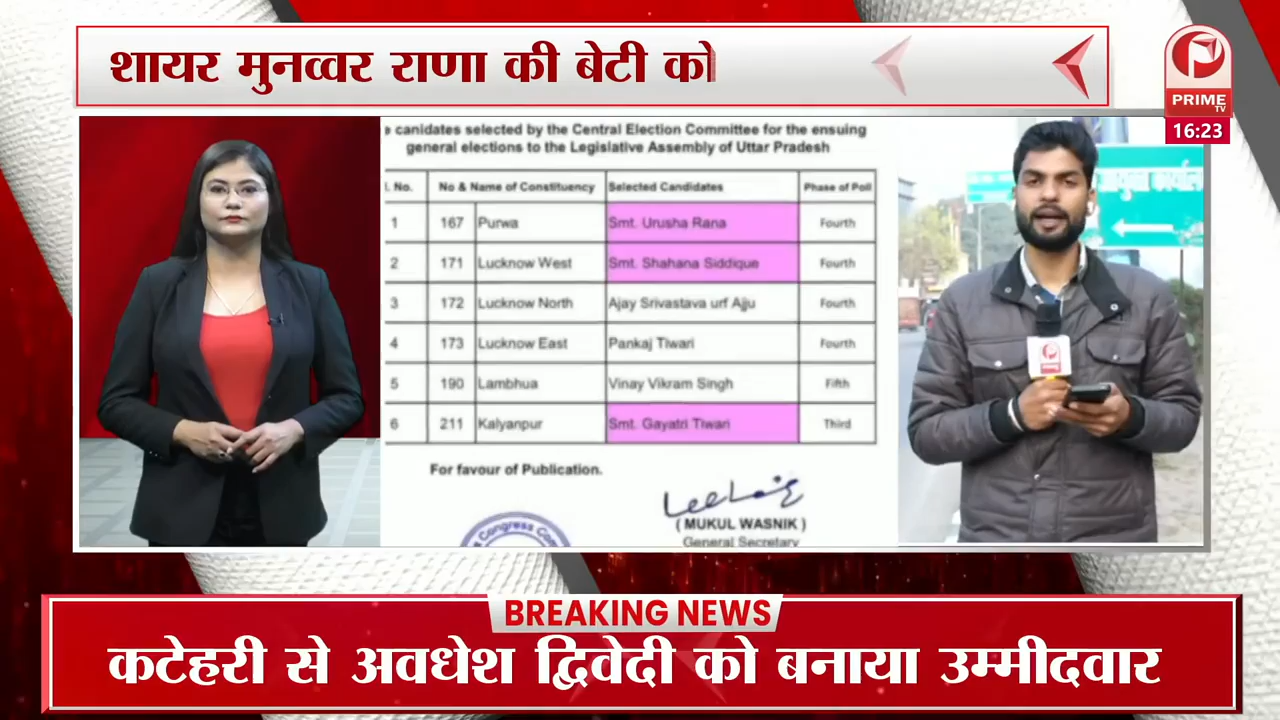 शायर मुनव्वर राणा की बेटी को
PRIME
TV
16:23
canidates selected by the Central Election Committee for the ensuing
general elections to the Legislative Assembly of Uttar Pradesh
No. No & Name of Constituency Selected Candidates Phase of Poll
1 167 Purwa Smt. Urusha Rana Fourth
2 171 Lucknow West Smt. Shahana Siddique Fourth
3 172 Lucknow North Ajay Srivastava urf Ajju Fourth
4 173 Lucknow East Pankaj Tiwari Fourth
5 190 Lambhua Vinay Vikram Singh Fifth
6 211 Kalyanpur Smt. Gayatri Tiwari Third
For favour of Publication.
( MUKUL WASNIK )
General Secretary
Congress
BREAKING NEWS
कटेहरी से अवधेश द्विवेदी को बनाया उम्मीदवार